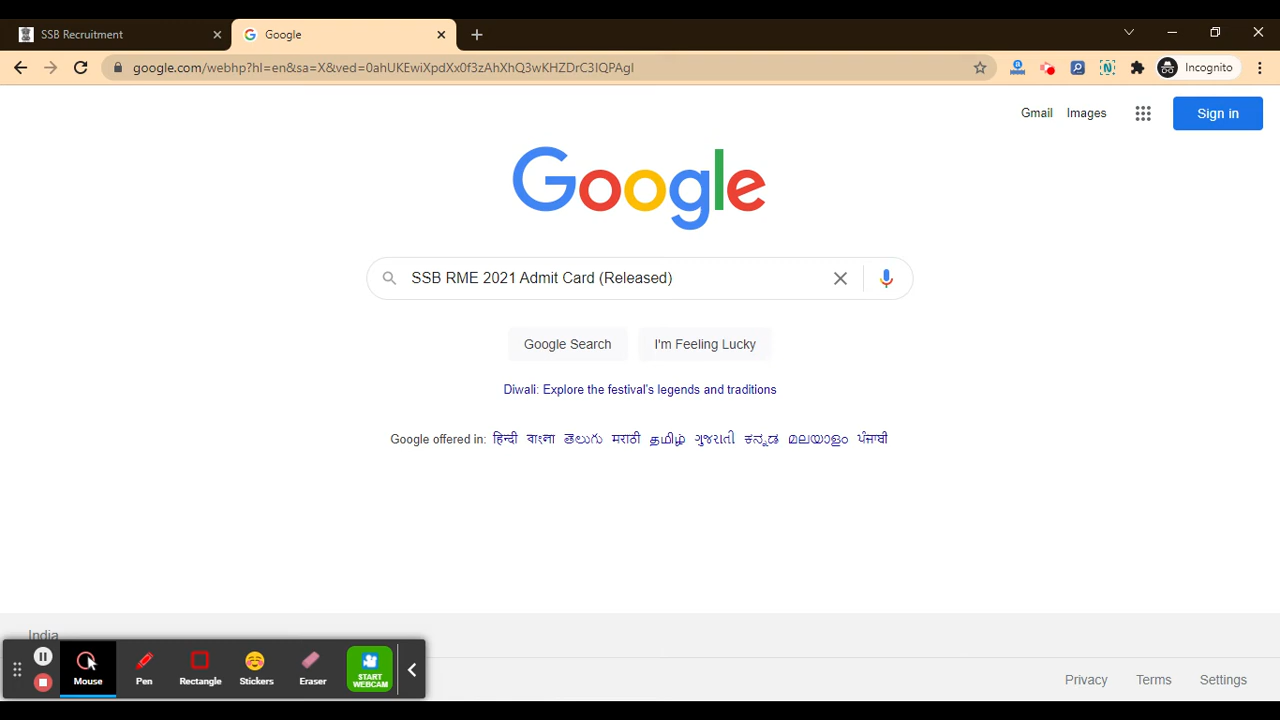 SSB Recruitment
Google
google.com/webhp?hl=en&sa=X&ved=0ahUKEwiXpdXx0f3zAhXhQ3wKHZDrC3IQPAgI
Incognito
Gmail Images
Sign in
Google
SSB RME 2021 Admit Card (Released)
Google Search I'm Feeling Lucky
Diwali: Explore the festival's legends and traditions
Google offered in: हिन्दी বাংলা తెలుగు मराठी தமிழ் ગુજરાતી ಕನ್ನಡ മലയാളം ਪੰਜਾਬੀ
India
Mouse Pen Rectangle Stickers Eraser START WEBCAM
Privacy Terms Settings